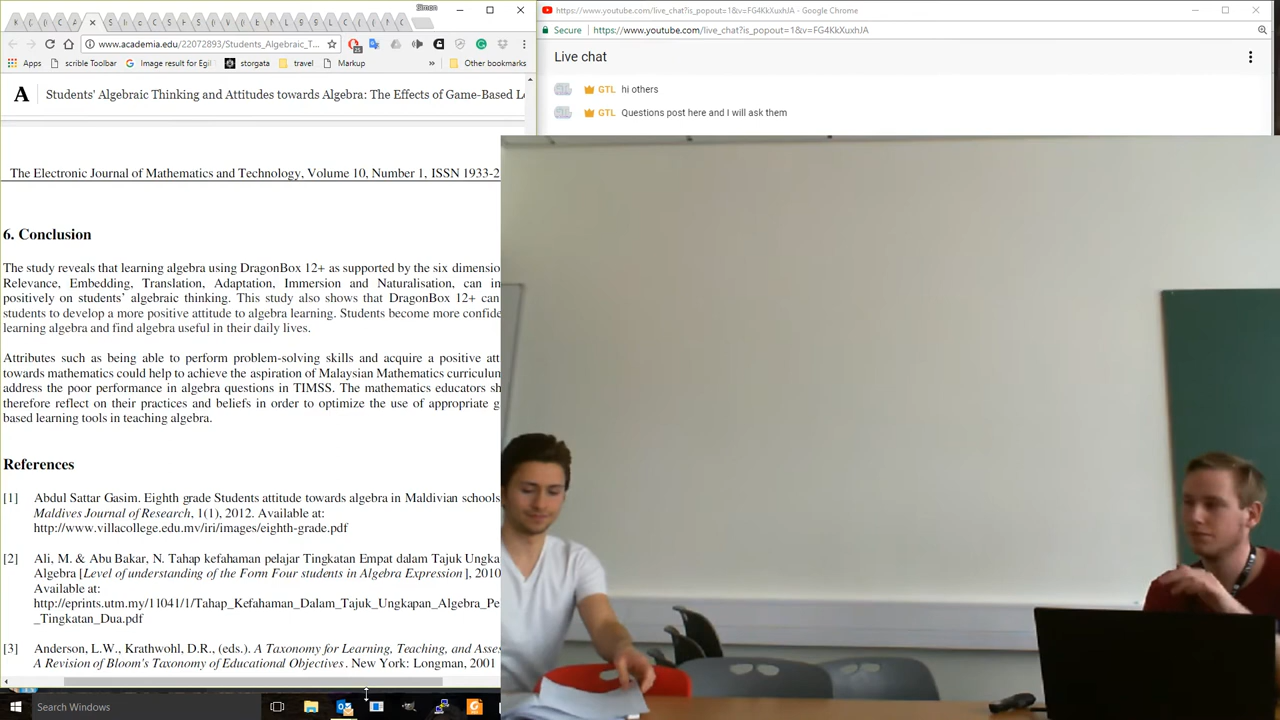 Simon
www.academia.edu/22072893/Students_Algebraic_T...
Apps
scrible Toolbar
Image result for Egil
storgata
travel
Markup
»
Other bookmarks
A
Students' Algebraic Thinking and Attitudes towards Algebra: The Effects of Game-Based Le
The Electronic Journal of Mathematics and Technology, Volume 10, Number 1, ISSN 1933-2
6. Conclusion
The study reveals that learning algebra using DragonBox 12+ as supported by the six dimensio
Relevance, Embedding, Translation, Adaptation, Immersion and Naturalisation, can in
positively on students' algebraic thinking. This study also shows that DragonBox 12+ can
students to develop a more positive attitude to algebra learning. Students become more confide
learning algebra and find algebra useful in their daily lives.
Attributes such as being able to perform problem-solving skills and acquire a positive att
towards mathematics could help to achieve the aspiration of Malaysian Mathematics curriculun
address the poor performance in algebra questions in TIMSS. The mathematics educators sh
therefore reflect on their practices and beliefs in order to optimize the use of appropriate g
based learning tools in teaching algebra.
References
[1] Abdul Sattar Gasim. Eighth grade Students attitude towards algebra in Maldivian schools
Maldives Journal of Research, 1(1), 2012. Available at:
http://www.villacollege.edu.mv/iri/images/eighth-grade.pdf
[2] Ali, M. & Abu Bakar, N. Tahap kefahaman pelajar Tingkatan Empat dalam Tajuk Ungka
Algebra [Level of understanding of the Form Four students in Algebra Expression], 2010
Available at:
http://eprints.utm.my/11041/1/Tahap_Kefahaman_Dalam_Tajuk_Ungkapan_Algebra_Pe
_Tingkatan_Dua.pdf
[3] Anderson, L.W., Krathwohl, D.R., (eds.). A Taxonomy for Learning, Teaching, and Asses
A Revision of Bloom's Taxonomy of Educational Objectives. New York: Longman, 2001
Search Windows
https://www.youtube.com/live_chat?is_popout=1&v=FG4KkXuxhJA - Google Chrome
Secure
https://www.youtube.com/live_chat?is_popout=1&v=FG4KkXuxhJA
Live chat
GTL hi others
GTL Questions post here and I will ask them